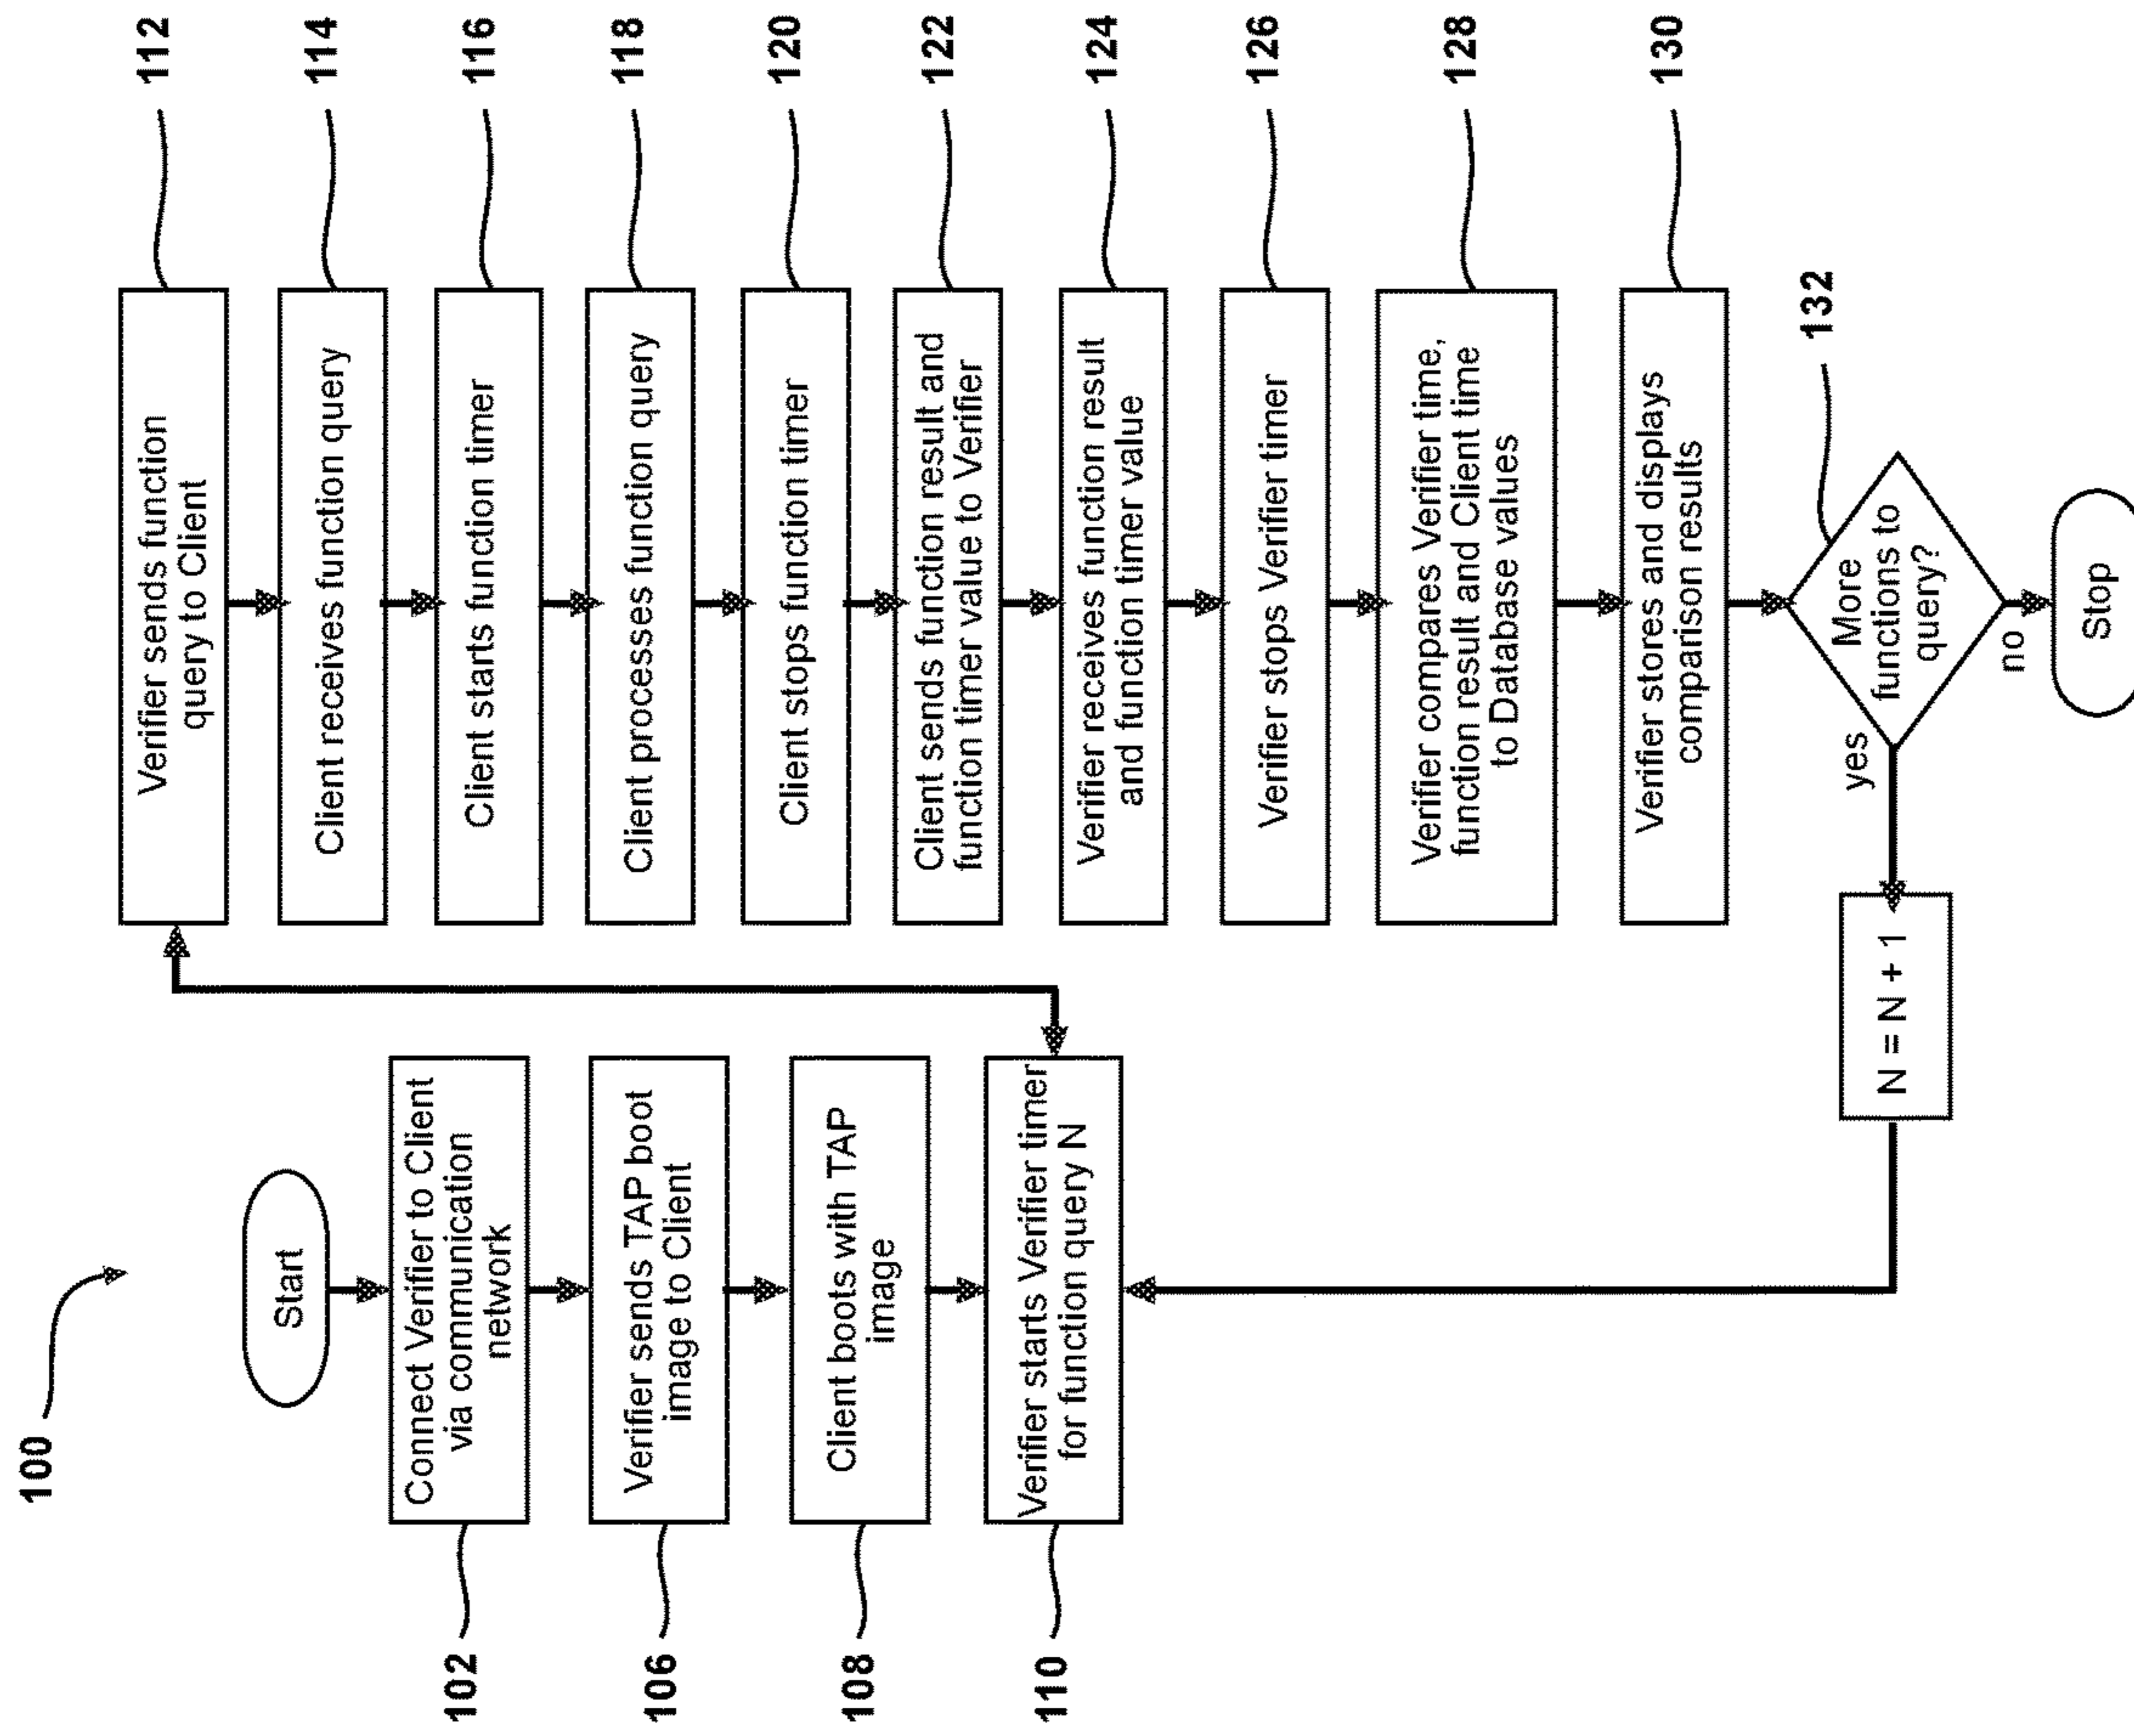 100
Start
Connect Verifier to Client
via communication
network
102
Verifier sends TAP boot
image to Client
106
Client boots with TAP
image
108
Verifier starts Verifier timer
for function query N
110
Verifier sends function
query to Client
112
Client receives function query
114
Client starts function timer
116
Client processes function query
118
Client stops function timer
120
Client sends function result and
function timer value to Verifier
122
Verifier receives function result
and function timer value
124
Verifier stops Verifier timer
126
Verifier compares Verifier time,
function result and Client time
to Database values
128
Verifier stores and displays
comparison results
130
More
functions to
query?
132
yes
N = N + 1
no
Stop